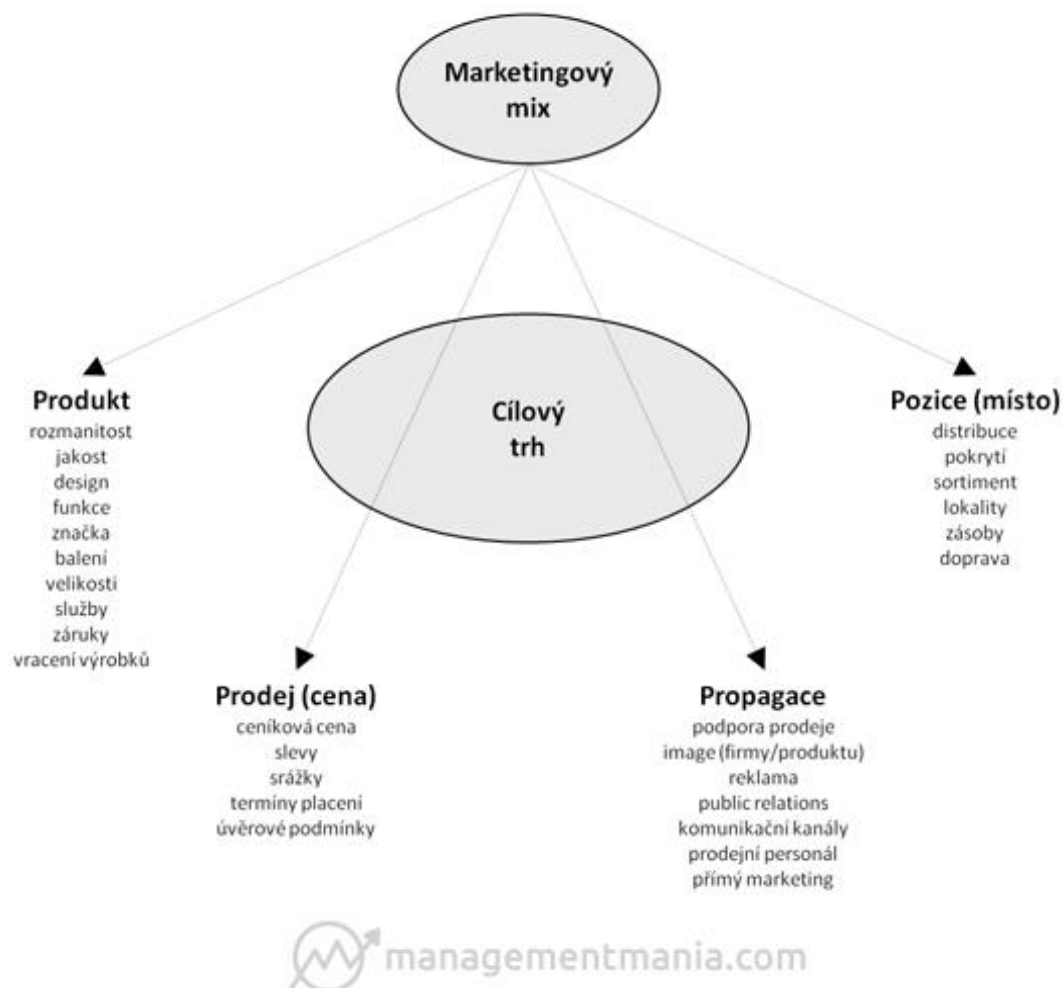 Marketingový
mix
Cílový
trh
Produkt
rozmanitost
jakost
design
funkce
značka
balení
velikosti
služby
záruky
vracení výrobků
Prodej (cena)
ceníková cena
slevy
srážky
termíny placení
úvěrové podmínky
Propagace
podpora prodeje
image (firmy/produktu)
reklama
public relations
komunikační kanály
prodejní personál
přímý marketing
Pozice (místo)
distribuce
pokrytí
sortiment
lokality
zásoby
doprava
managementmania.com